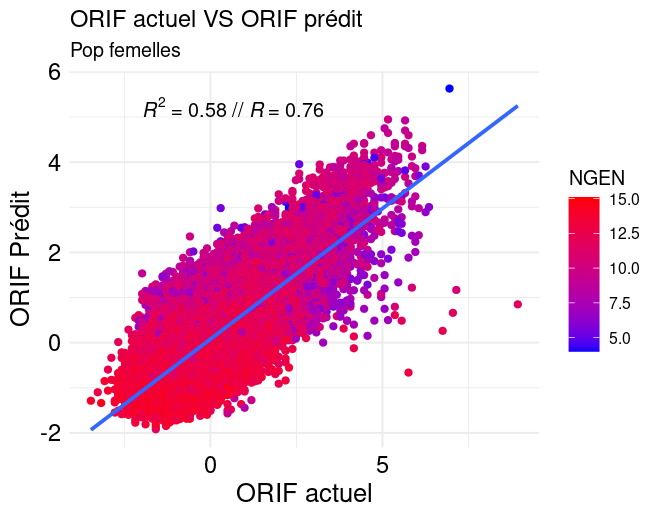 ORIF actuel VS ORIF prédit
Pop femelles
R² = 0.58 // R = 0.76
6
4
2
0
-2
ORIF Prédit
0 5
ORIF actuel
NGEN
15.0
12.5
10.0
7.5
5.0